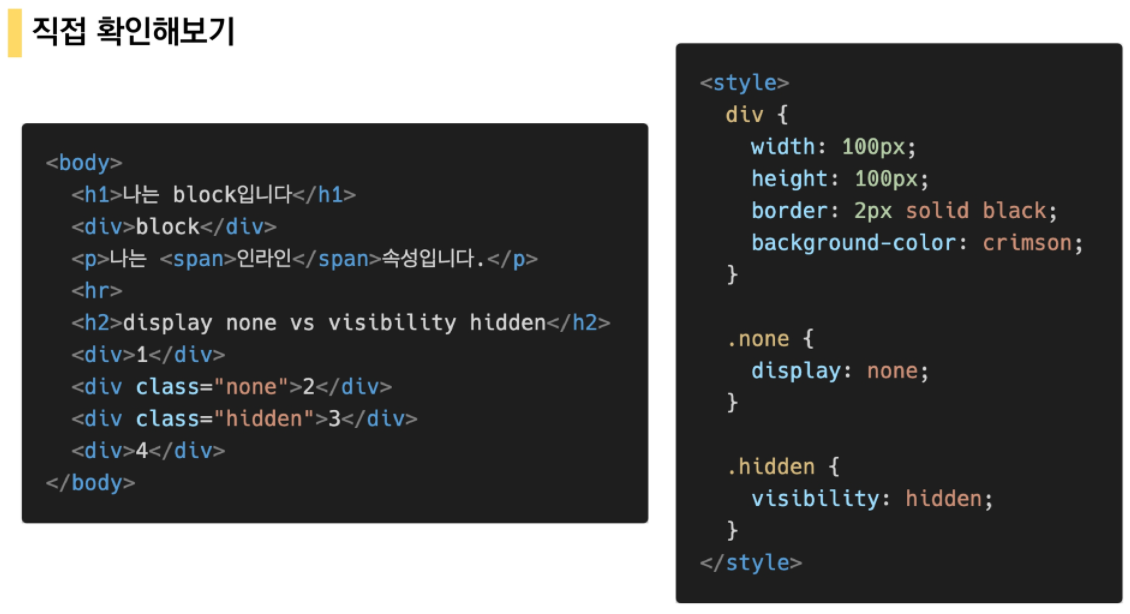 직접 확인해보기
<body>
  <h1>나는 block입니다</h1>
  <div>block</div>
  <p>나는 <span>인라인</span>속성입니다.</p>
  <hr>
  <h2>display none vs visibility hidden</h2>
  <div>1</div>
  <div class="none">2</div>
  <div class="hidden">3</div>
  <div>4</div>
</body>
<style>
  div {
    width: 100px;
    height: 100px;
    border: 2px solid black;
    background-color: crimson;
  }

  .none {
    display: none;
  }

  .hidden {
    visibility: hidden;
  }
</style>